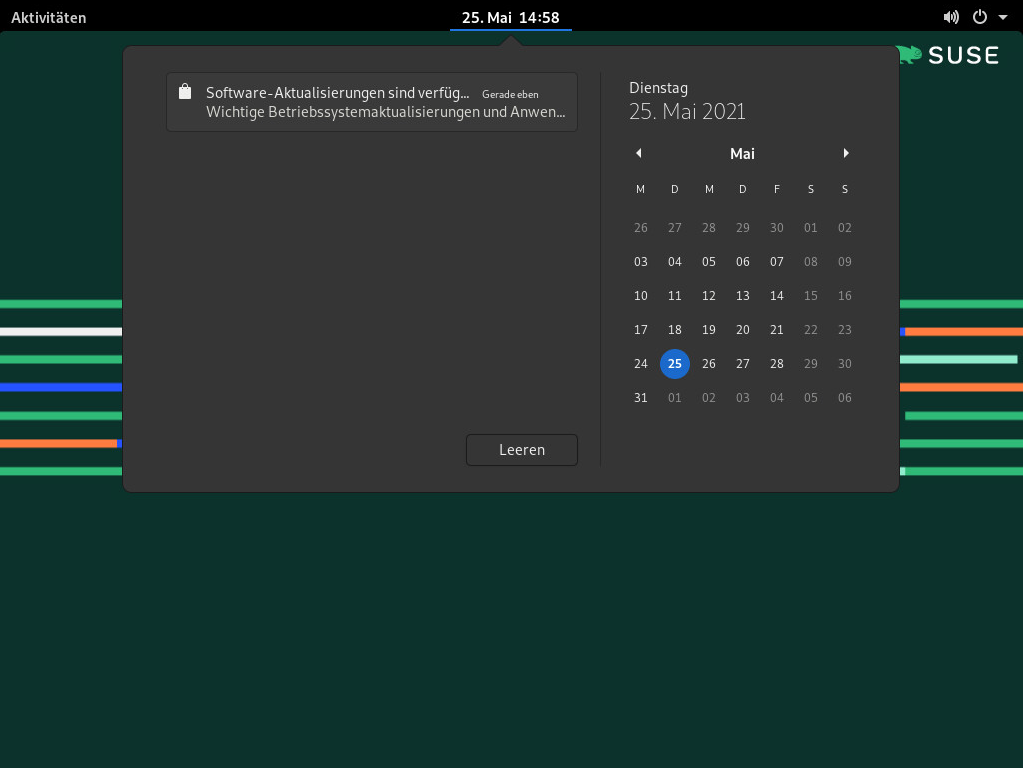 Aktivitäten
25. Mai 14:58
SUSE
Software-Aktualisierungen sind verfüg... Gerade eben
Wichtige Betriebssystemaktualisierungen und Anwen...
Leeren
Dienstag
25. Mai 2021
Mai
M D M D F S S
26 27 28 29 30 01 02
03 04 05 06 07 08 09
10 11 12 13 14 15 16
17 18 19 20 21 22 23
24 25 26 27 28 29 30
31 01 02 03 04 05 06